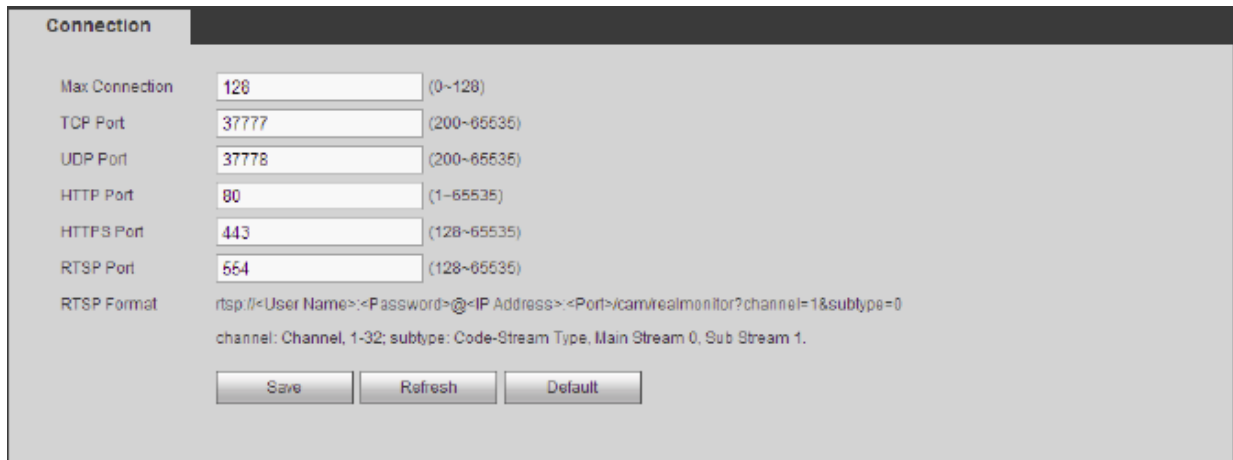 Connection
Max Connection 128 (0~128)
TCP Port 37777 (200~65535)
UDP Port 37778 (200~65535)
HTTP Port 80 (1~65535)
HTTPS Port 443 (128~65535)
RTSP Port 554 (128~65535)
RTSP Format rtsp://<User Name>:<Password>@<IP Address>:<Port>/cam/realmonitor?channel=1&subtype=0
channel: Channel, 1-32; subtype: Code-Stream Type, Main Stream 0, Sub Stream 1.
Save Refresh Default